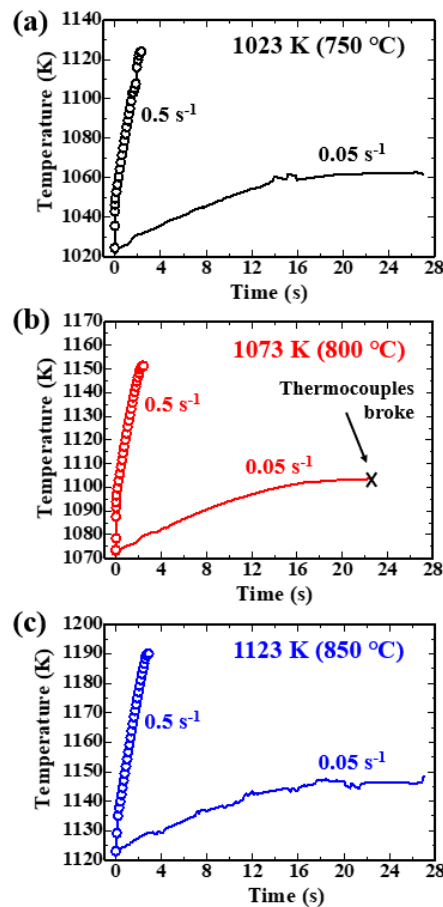 (a)
1023 K (750 °C)
0.5 s-1
0.05 s-1
Temperature (K)
1140
1120
1100
1080
1060
1040
1020
0 4 8 12 16 20 24 28
Time (s)
(b)
1073 K (800 °C)
Thermocouples
broke
0.5 s-1
0.05 s-1
X
Temperature (K)
1170
1160
1150
1140
1130
1120
1110
1100
1090
1080
1070
0 4 8 12 16 20 24 28
Time (s)
(c)
1123 K (850 °C)
0.5 s-1
0.05 s-1
Temperature (K)
1200
1190
1180
1170
1160
1150
1140
1130
1120
0 4 8 12 16 20 24 28
Time (s)